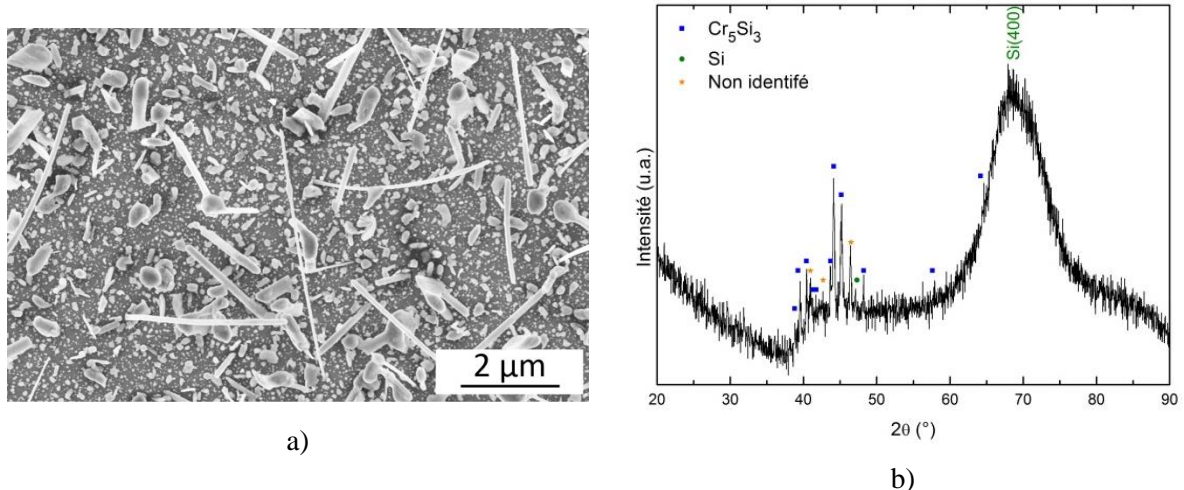 2 µm
a)
Cr5Si3
Si
Non identifé
Si(400)
Intensité (u.a.)
20 30 40 50 60 70 80 90
2θ (°)
b)